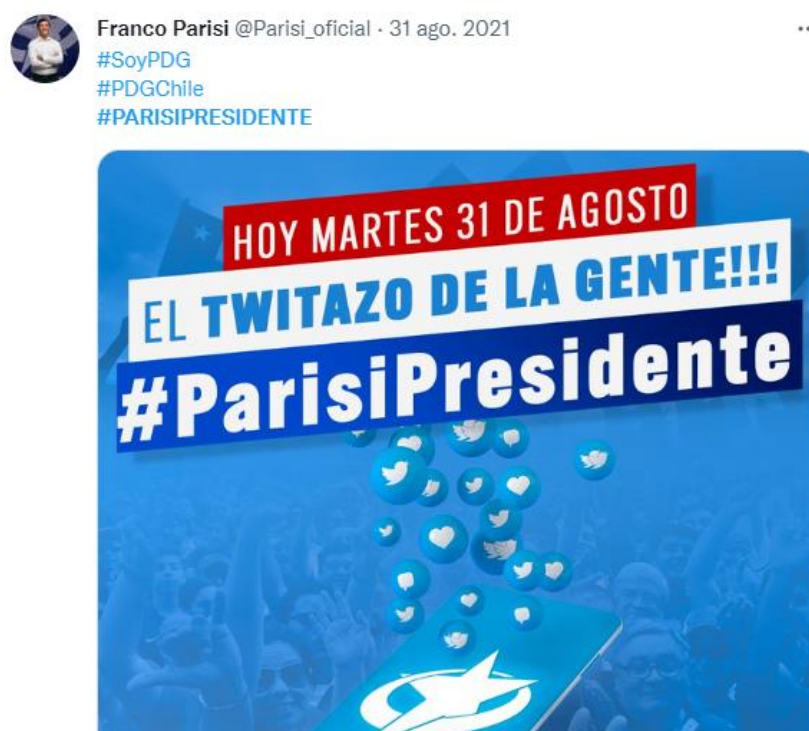 Franco Parisi @Parisi_oficial · 31 ago. 2021
#SoyPDG
#PDGChile
#PARISIPRESIDENTE
HOY MARTES 31 DE AGOSTO
EL TWITAZO DE LA GENTE!!!
#ParisiPresidente